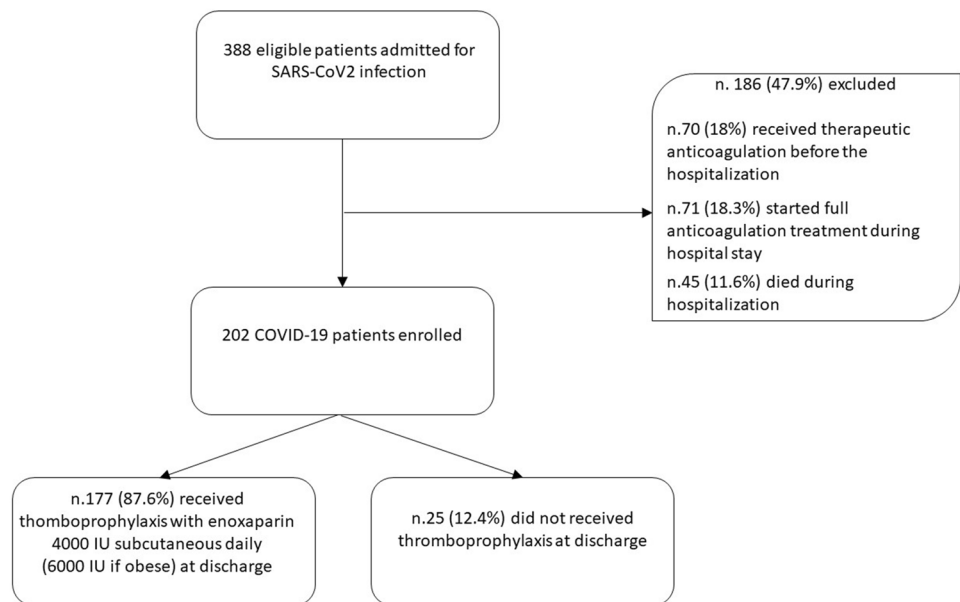 388 eligible patients admitted for
SARS-CoV2 infection
n. 186 (47.9%) excluded
n.70 (18%) received therapeutic
anticoagulation before the
hospitalization
n.71 (18.3%) started full
anticoagulation treatment during
hospital stay
n.45 (11.6%) died during
hospitalization
202 COVID-19 patients enrolled
n.177 (87.6%) received
thomboprophylaxis with enoxaparin
4000 IU subcutaneous daily
(6000 IU if obese) at discharge
n.25 (12.4%) did not received
thromboprophylaxis at discharge